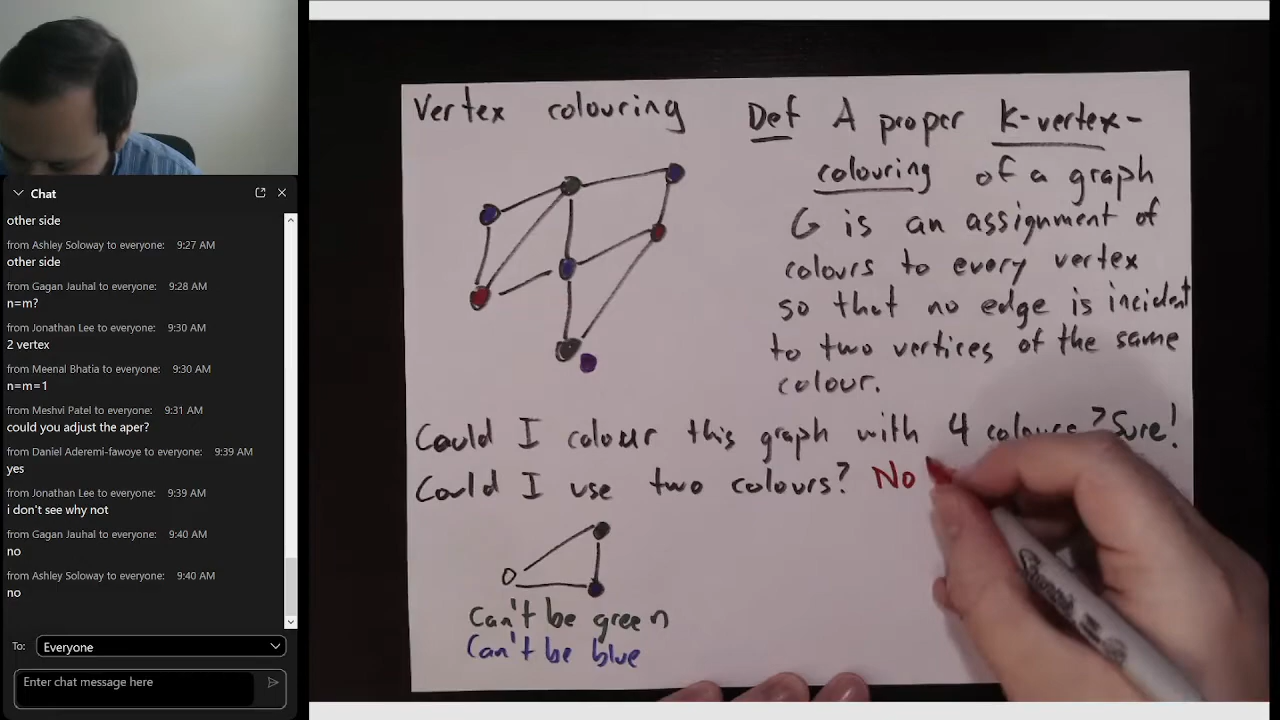 Chat
other side
from Ashley Soloway to everyone: 9:27 AM
other side
from Gagan Jauhal to everyone: 9:28 AM
n=m?
from Jonathan Lee to everyone: 9:30 AM
2 vertex
from Meenal Bhatia to everyone: 9:30 AM
n=m=1
from Meshvi Patel to everyone: 9:31 AM
could you adjust the aper?
from Daniel Aderemi-fawoye to everyone: 9:39 AM
yes
from Jonathan Lee to everyone: 9:39 AM
i don't see why not
from Gagan Jauhal to everyone: 9:40 AM
no
from Ashley Soloway to everyone: 9:40 AM
no
To: Everyone
Enter chat message here
Vertex colouring
Def A proper K-vertex-
colouring of a graph
G is an assignment of
colours to every vertex
so that no edge is incident
to two vertices of the same
colour.
Could I colour this graph with 4 colours? Sure!
Could I use two colours? No
Can't be green
Can't be blue